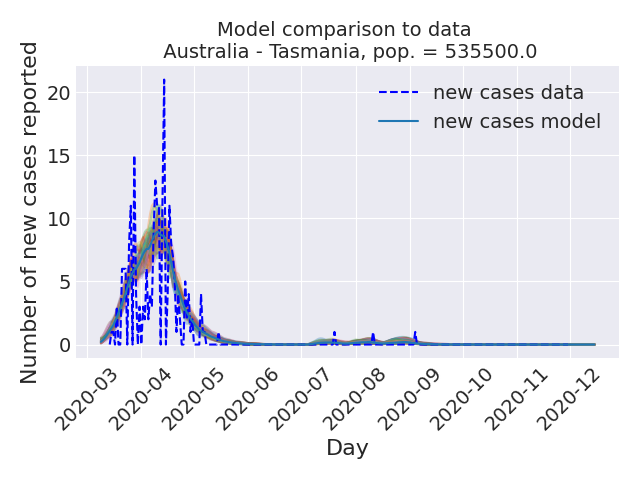 Model comparison to data
Australia - Tasmania, pop. = 535500.0
Number of new cases reported
20
15
10
5
0
new cases data
new cases model
2020-03
2020-04
2020-05
2020-06
2020-07
2020-08
2020-09
2020-10
2020-11
2020-12
Day